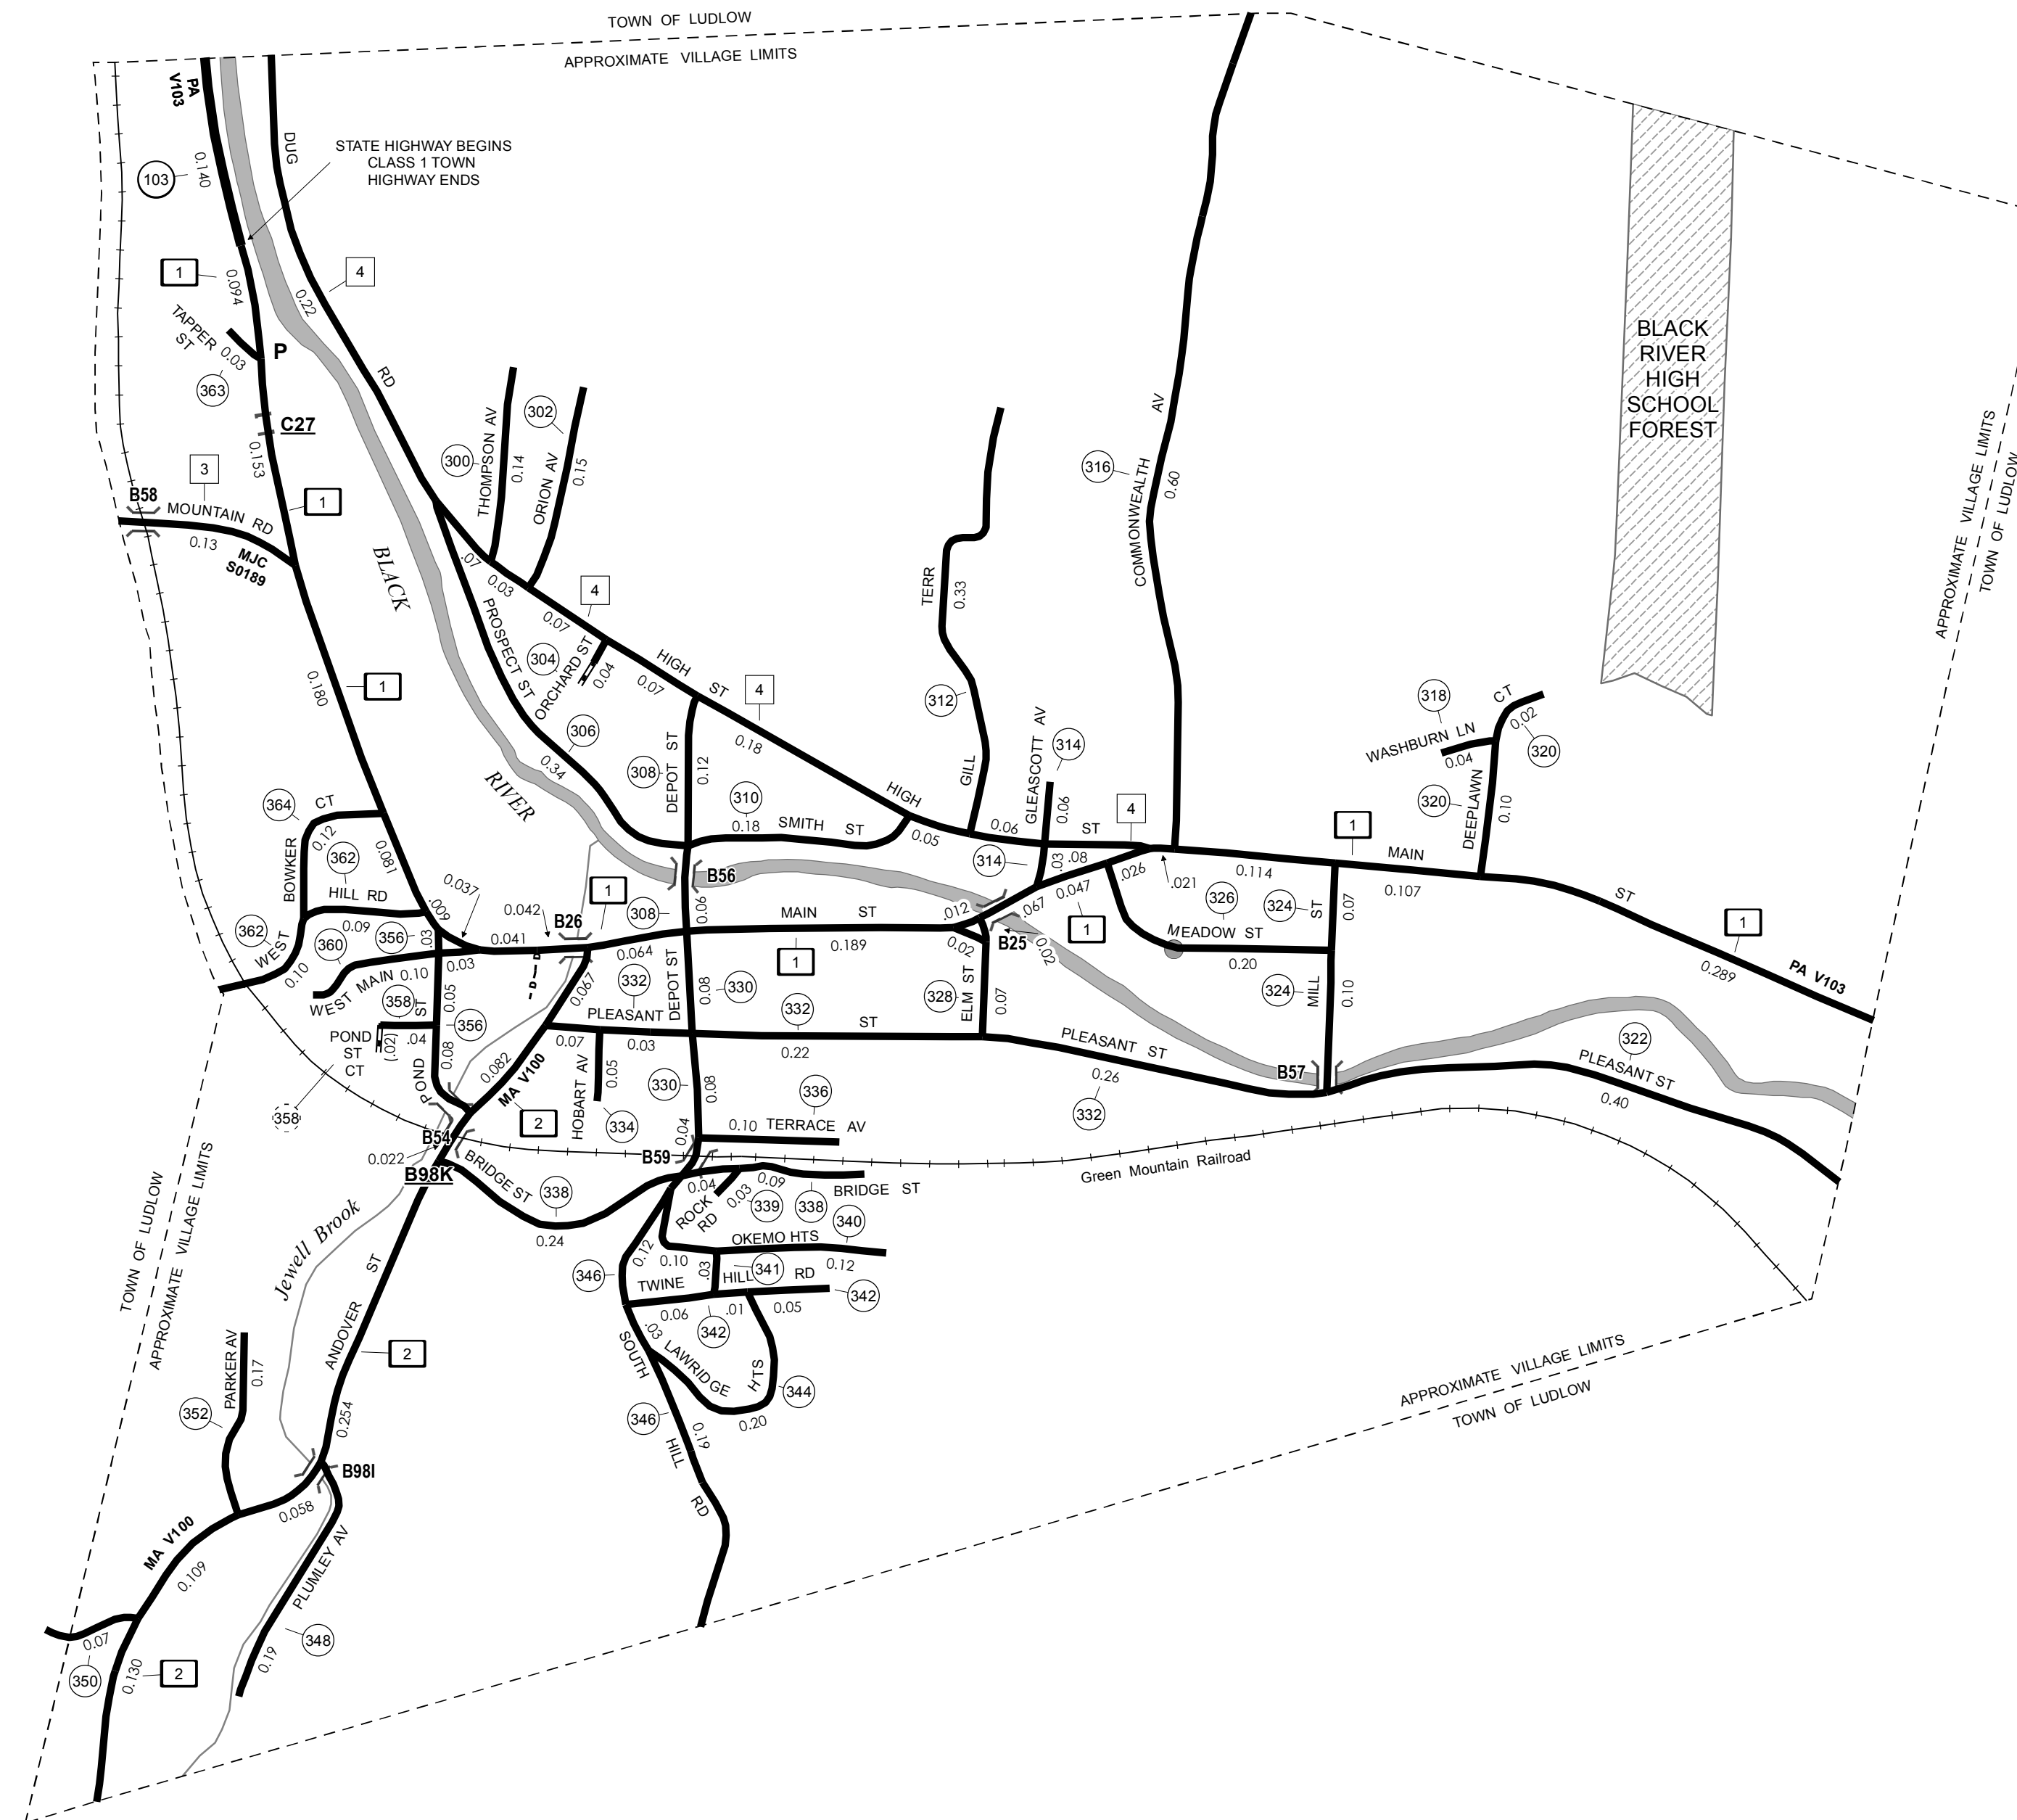 TOWN OF LUDLOW
APPROXIMATE VILLAGE LIMITS
PA
V103
DUG
STATE HIGHWAY BEGINS
CLASS 1 TOWN
HIGHWAY ENDS
103
0.140
1
0.094
4
0.22
TAPPER
ST
0.03
P
363
RD
C27
0.153
3
1
B58
MOUNTAIN RD
0.13
MJC
S0189
BLACK
RIVER
300
THOMPSON AV
0.14
302
ORION AV
0.15
.07
0.03
4
0.07
PROSPECT ST
304
ORCHARD ST
0.04
HIGH ST
0.07
4
0.18
306
0.34
0.180
1
308
DEPOT ST
0.12
310
0.18
SMITH ST
HIGH
0.05
TERR
0.33
312
GILL
0.06
ST
GLEASCOTT AV
314
0.06
316
COMMONWEALTH
AV
0.60
4
314
.03
.08
BLACK
RIVER
HIGH
SCHOOL
FOREST
APPROXIMATE VILLAGE LIMITS
TOWN OF LUDLOW
318
WASHBURN LN
0.04
CT
0.02
320
320
DEEPLAWN
0.10
1
MAIN
ST
0.107
0.114
.021
.026
0.047
.067
.012
1
326
MEADOW ST
0.20
324
ST
0.07
324
MILL
0.10
1
0.289
PA V103
364
CT
0.12
BOWKER
362
HILL RD
0.09
0.081
.009
0.037
362
WEST
0.10
360
WEST MAIN
0.10
356
.03
0.03
0.041
0.042
B26
1
0.064
308
0.06
B56
MAIN ST
0.189
1
0.02
B25
0.02
D
I
D
-
0.067
332
PLEASANT
ST
DEPOT ST
0.08
330
332
0.22
328
ELM ST
0.07
PLEASANT ST
0.26
332
B57
322
PLEASANT ST
0.40
358
ST
0.05
356
POND
ST
CT
(.02)
.04
358
POND
0.08
0.082
MA V100
2
0.07
HOBART AV
0.05
334
0.03
330
0.08
336
0.10
TERRACE AV
0.04
B59
B54
0.022
B98K
BRIDGE ST
338
0.24
0.04
ROCK
RD
0.03
0.09
339
338
BRIDGE ST
Green Mountain Railroad
340
OKEMO HTS
0.12
0.10
0.12
346
.03
341
TWINE HILL RD
0.06
.01
0.05
342
342
.03
LAWRIDGE
HTS
344
0.20
SOUTH
HILL
RD
346
0.19
Jewell Brook
ANDOVER
ST
2
0.254
TOWN OF LUDLOW
APPROXIMATE VILLAGE LIMITS
PARKER AV
0.17
352
B98I
0.058
MA V100
0.109
PLUMLEY AV
348
0.19
0.07
350
0.130
2
APPROXIMATE VILLAGE LIMITS
TOWN OF LUDLOW